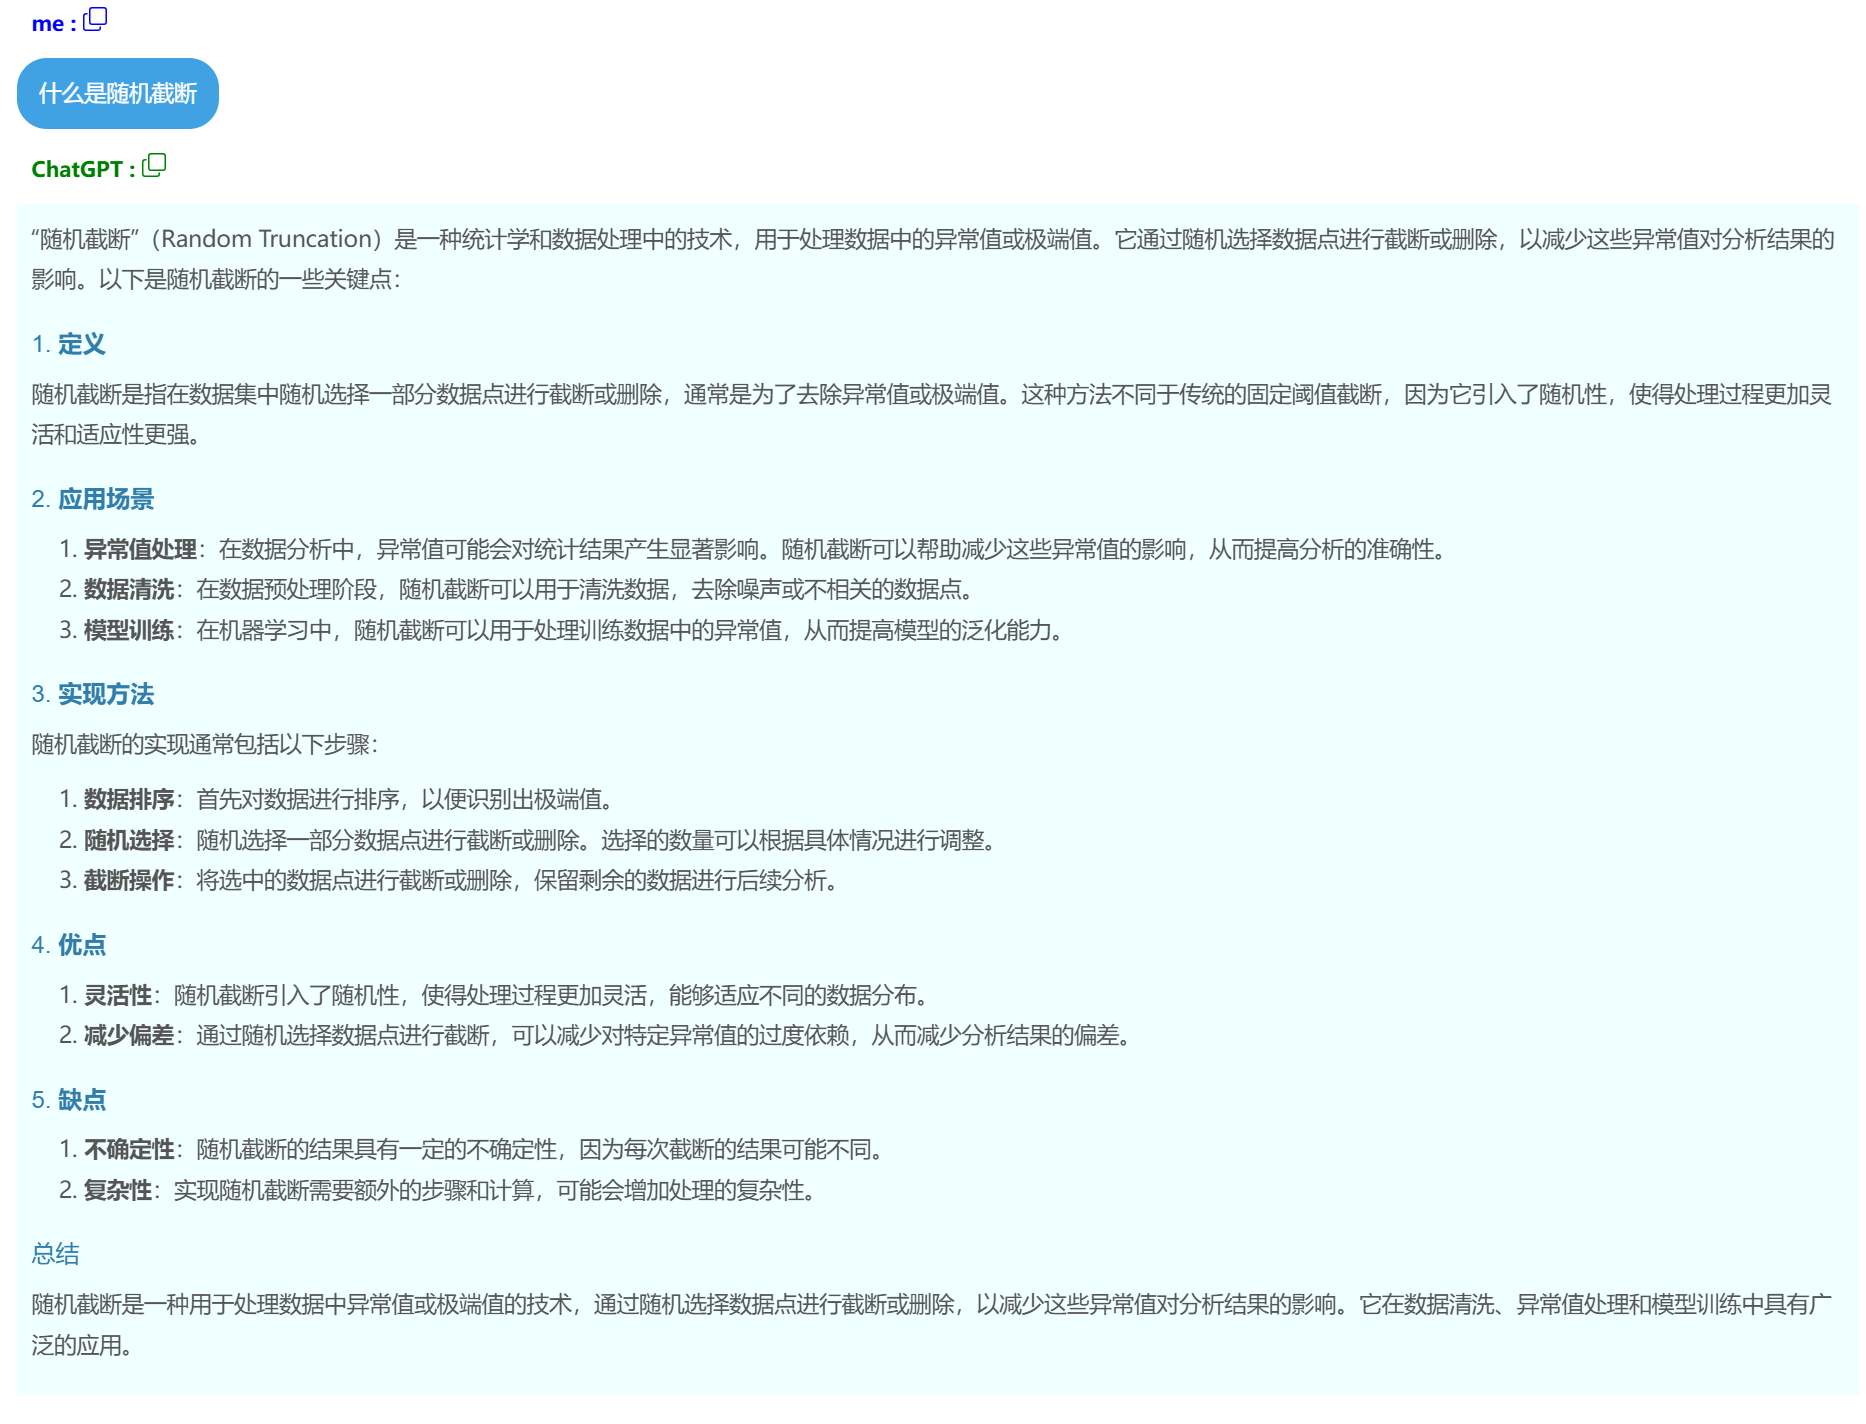 me :
什么是随机截断
ChatGPT :
“随机截断”（Random Truncation）是一种统计学和数据处理中的技术，用于处理数据中的异常值或极端值。它通过随机选择数据点进行截断或删除，以减少这些异常值对分析结果的
影响。以下是随机截断的一些关键点：
1. 定义
随机截断是指在数据集中随机选择一部分数据点进行截断或删除，通常是为了去除异常值或极端值。这种方法不同于传统的固定阈值截断，因为它引入了随机性，使得处理过程更加灵
活和适应性更强。
2. 应用场景
1. 异常值处理：在数据分析中，异常值可能会对统计结果产生显著影响。随机截断可以帮助减少这些异常值的影响，从而提高分析的准确性。
2. 数据清洗：在数据预处理阶段，随机截断可以用于清洗数据，去除噪声或不相关的数据点。
3. 模型训练：在机器学习中，随机截断可以用于处理训练数据中的异常值，从而提高模型的泛化能力。
3. 实现方法
随机截断的实现通常包括以下步骤：
1. 数据排序：首先对数据进行排序，以便识别出极端值。
2. 随机选择：随机选择一部分数据点进行截断或删除。选择的数量可以根据具体情况进行调整。
3. 截断操作：将选中的数据点进行截断或删除，保留剩余的数据进行后续分析。
4. 优点
1. 灵活性：随机截断引入了随机性，使得处理过程更加灵活，能够适应不同的数据分布。
2. 减少偏差：通过随机选择数据点进行截断，可以减少对特定异常值的过度依赖，从而减少分析结果的偏差。
5. 缺点
1. 不确定性：随机截断的结果具有一定的不确定性，因为每次截断的结果可能不同。
2. 复杂性：实现随机截断需要额外的步骤和计算，可能会增加处理的复杂性。
总结
随机截断是一种用于处理数据中异常值或极端值的技术，通过随机选择数据点进行截断或删除，以减少这些异常值对分析结果的影响。它在数据清洗、异常值处理和模型训练中具有广
泛的应用。